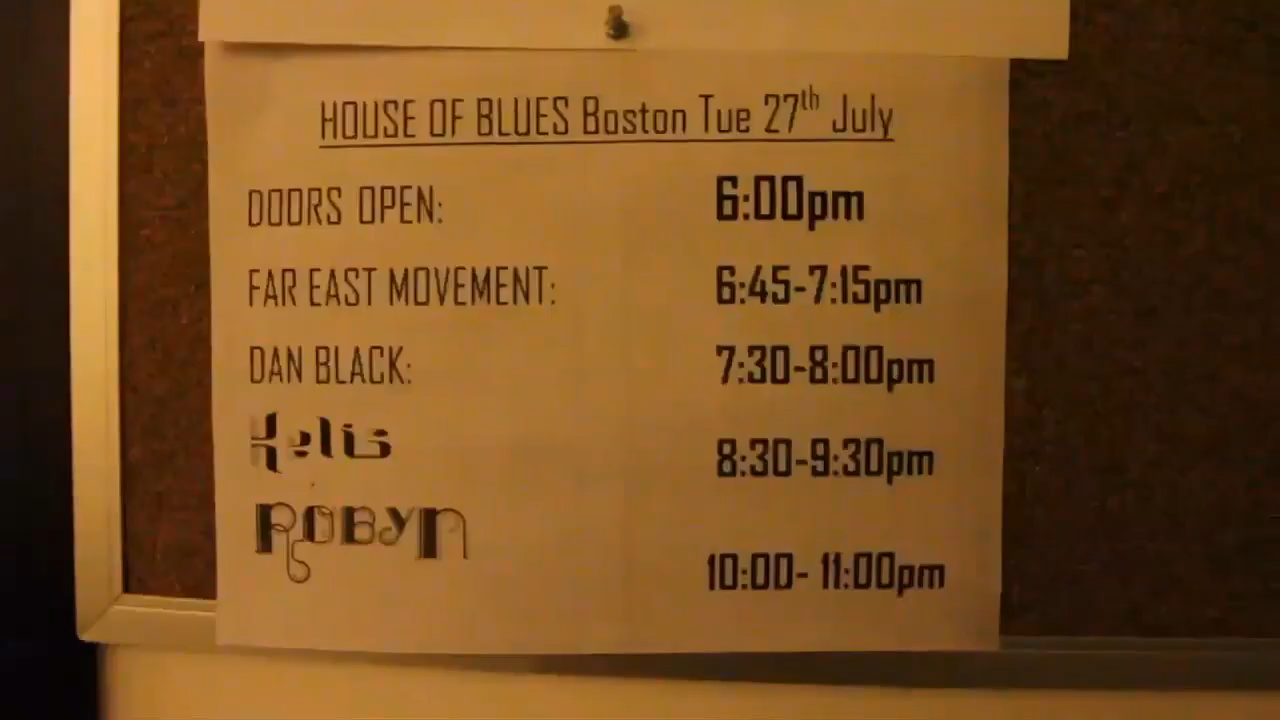 HOUSE OF BLUES Boston Tue 27th July
DOORS OPEN: 6:00pm
FAR EAST MOVEMENT: 6:45-7:15pm
DAN BLACK: 7:30-8:00pm
Kelis 8:30-9:30pm
ROBYN 10:00- 11:00pm